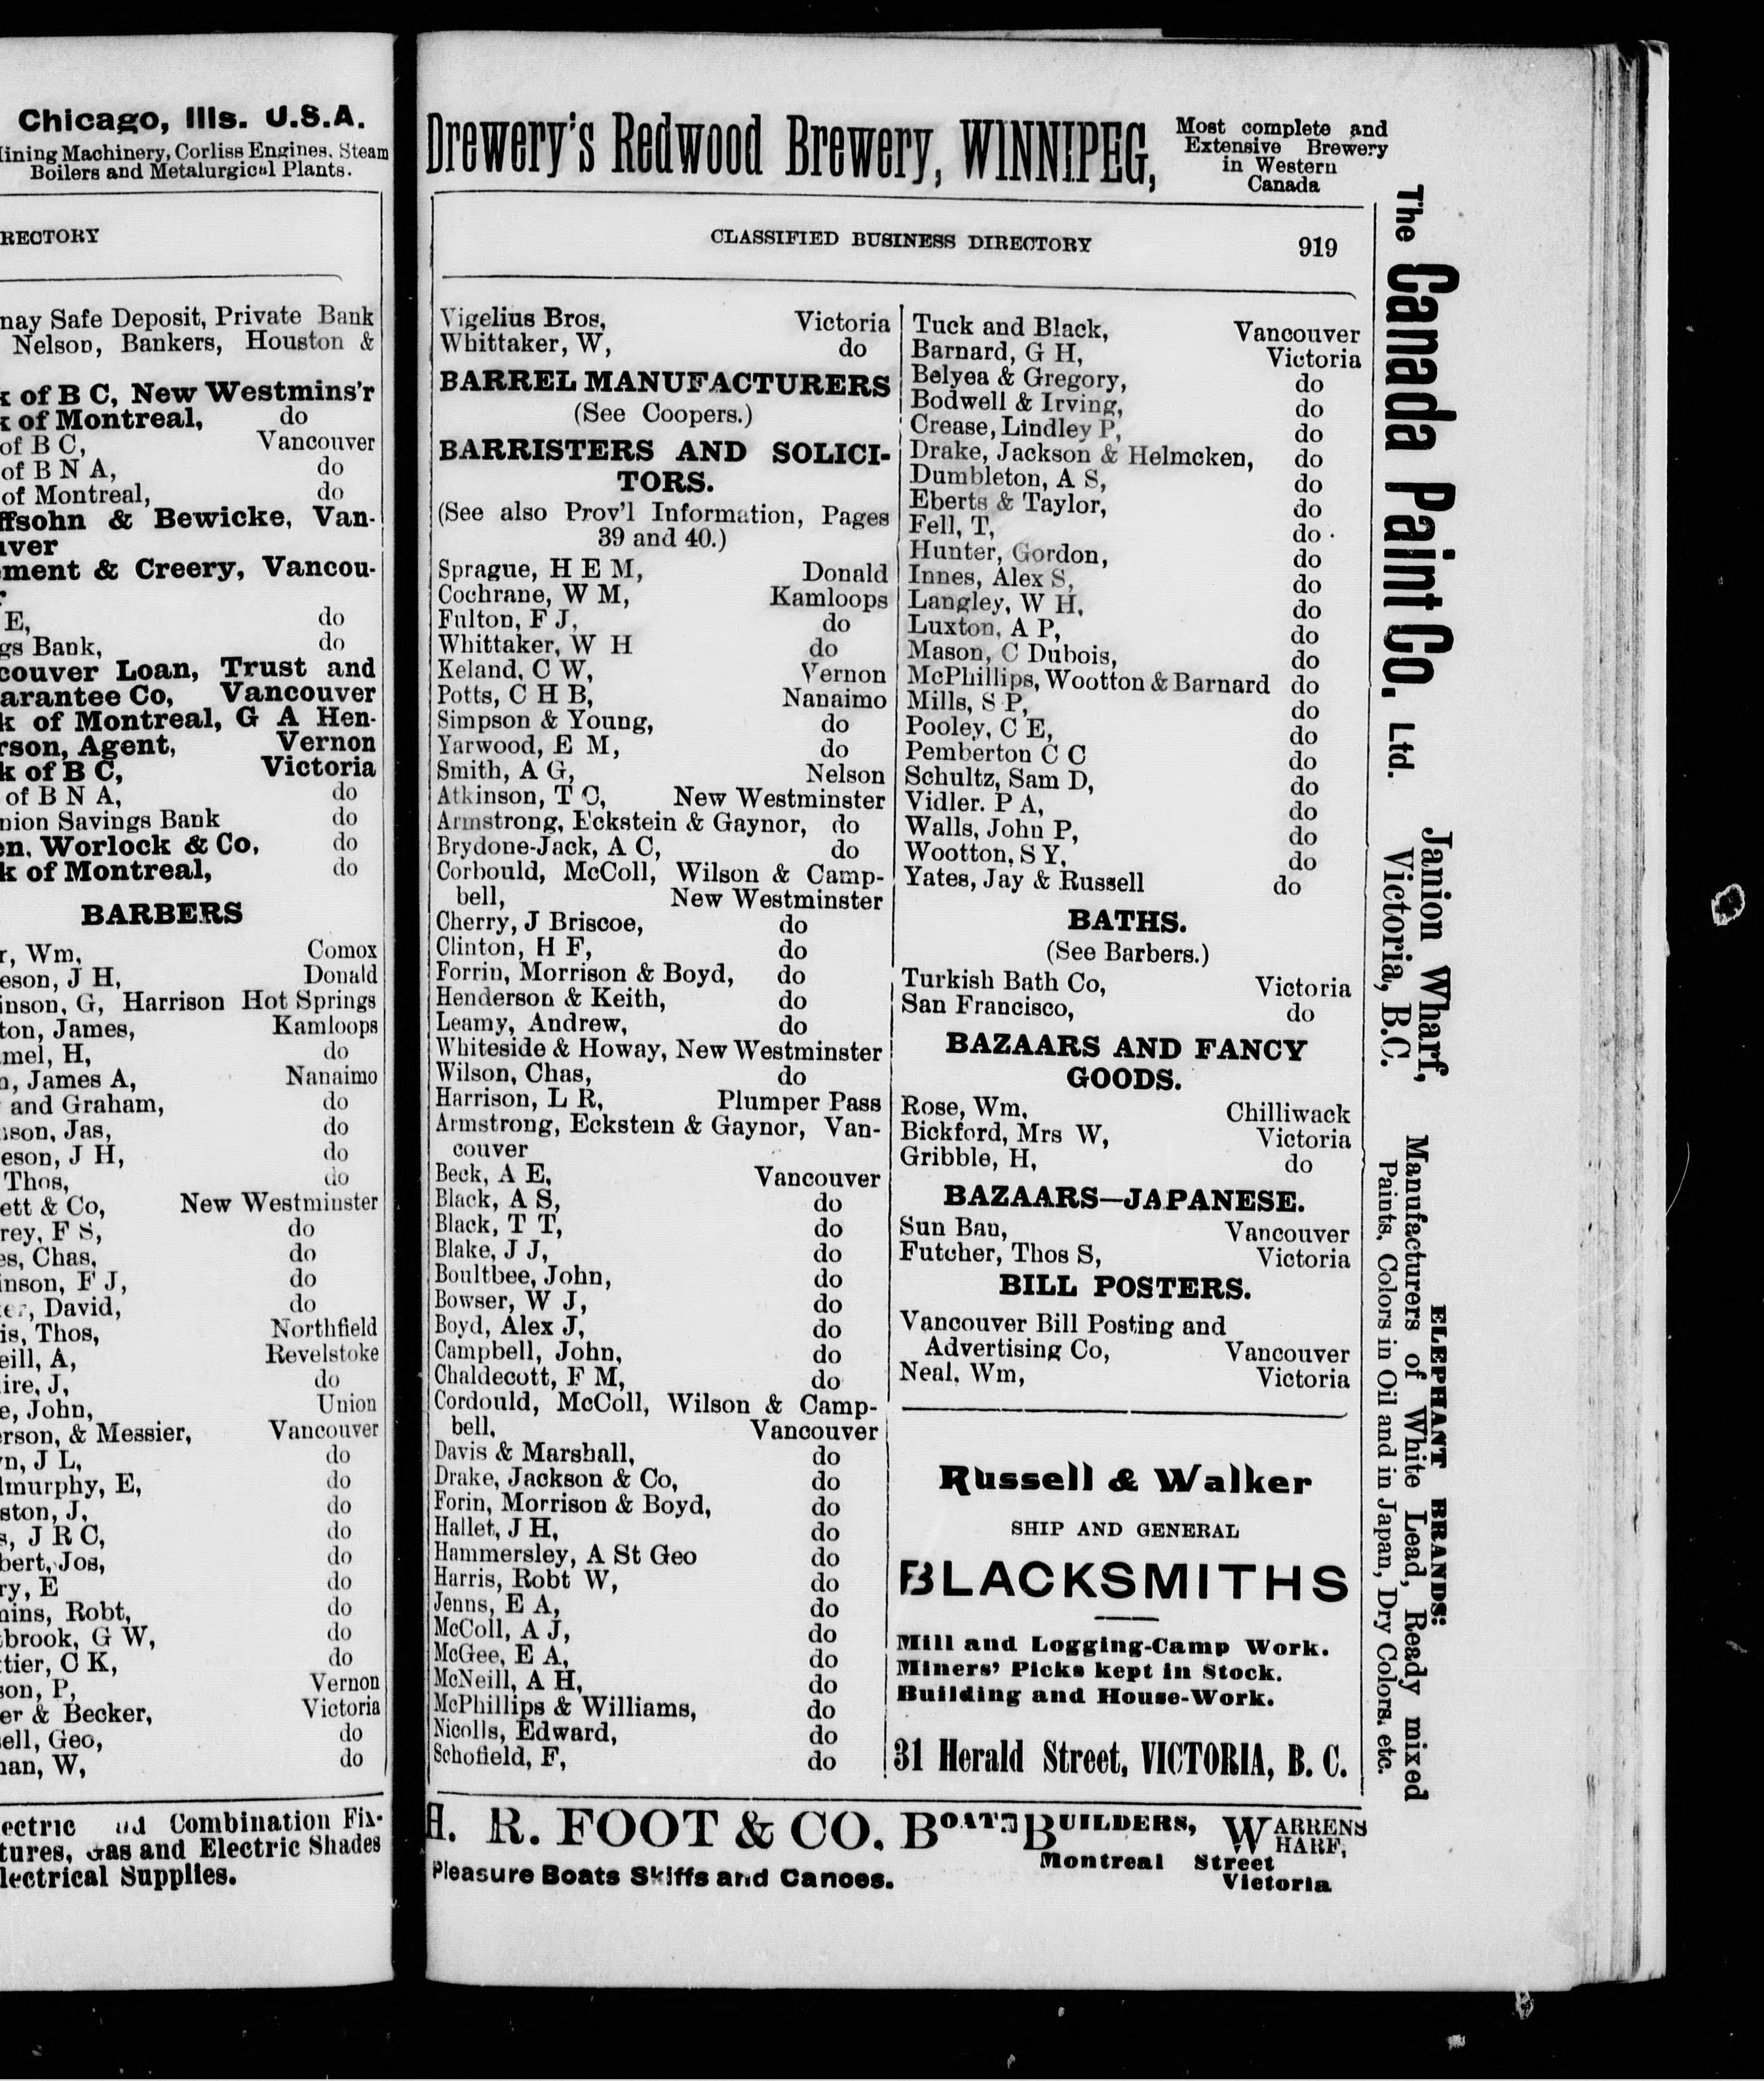 Chicago, Ills. U.S.A.
Mining Machinery, Corliss Engines. Steam
Boilers and Metalurgical Plants.
RECTORY
nay Safe Deposit, Private Bank
Nelson, Bankers, Houston &
k of B C, New Westmins'r
k of Montreal, do
of B C, Vancouver
of B N A, do
of Montreal, do
ffsohn & Bewicke, Van-
uver
ment & Creery, Vancou-
E, do
gs Bank, do
couver Loan, Trust and
arantee Co, Vancouver
k of Montreal, G A Hen-
rson, Agent, Vernon
k of B C, Victoria
of B N A, do
nion Savings Bank do
en, Worlock & Co, do
k of Montreal, do
BARBERS
r, Wm, Comox
eson, J H, Donald
inson, G, Harrison Hot Springs
ton, James, Kamloops
mel, H, do
n, James A, Nanaimo
and Graham, do
nson, Jas, do
eson, J H, do
Thos, do
ett & Co, New Westminster
rey, F S, do
es, Chas, do
inson, F J, do
er, David, do
is, Thos, Northfield
eill, A, Revelstoke
ire, J, do
e, John, Union
erson, & Messier, Vancouver
n, J L, do
lmurphy, E, do
ston, J, do
s, J R C, do
bert, Jos, do
ry, E do
nins, Robt, do
tbrook, G W, do
ttier, C K, do
son, P, Vernon
er & Becker, Victoria
ell, Geo, do
nan, W, do
ectric and Combination Fix-
tures, Gas and Electric Shades
lectrical Supplies.
Drewery's Redwood Brewery, WINNIPEG,
Most complete and
Extensive Brewery
in Western
Canada
CLASSIFIED BUSINESS DIRECTORY 919
Vigelius Bros, Victoria
Whittaker, W, do
BARREL MANUFACTURERS
(See Coopers.)
BARRISTERS AND SOLICI-
TORS.
(See also Prov'l Information, Pages
39 and 40.)
Sprague, H E M, Donald
Cochrane, W M, Kamloops
Fulton, F J, do
Whittaker, W H do
Keland, C W, Vernon
Potts, C H B, Nanaimo
Simpson & Young, do
Yarwood, E M, do
Smith, A G, Nelson
Atkinson, T C, New Westminster
Armstrong, Eckstein & Gaynor, do
Brydone-Jack, A C, do
Corbould, McColl, Wilson & Camp-
bell, New Westminster
Cherry, J Briscoe, do
Clinton, H F, do
Forrin, Morrison & Boyd, do
Henderson & Keith, do
Leamy, Andrew, do
Whiteside & Howay, New Westminster
Wilson, Chas, do
Harrison, L R, Plumper Pass
Armstrong, Eckstein & Gaynor, Van-
couver
Beck, A E, Vancouver
Black, A S, do
Black, T T, do
Blake, J J, do
Boultbee, John, do
Bowser, W J, do
Boyd, Alex J, do
Campbell, John, do
Chaldecott, F M, do
Cordould, McColl, Wilson & Camp-
bell, Vancouver
Davis & Marshall, do
Drake, Jackson & Co, do
Forin, Morrison & Boyd, do
Hallet, J H, do
Hammersley, A St Geo do
Harris, Robt W, do
Jenns, E A, do
McColl, A J, do
McGee, E A, do
McNeill, A H, do
McPhillips & Williams, do
Nicolls, Edward, do
Schofield, F, do
Tuck and Black, Vancouver
Barnard, G H, Victoria
Belyea & Gregory, do
Bodwell & Irving, do
Crease, Lindley P, do
Drake, Jackson & Helmcken, do
Dumbleton, A S, do
Eberts & Taylor, do
Fell, T, do
Hunter, Gordon, do
Innes, Alex S, do
Langley, W H, do
Luxton, A P, do
Mason, C Dubois, do
McPhillips, Wootton & Barnard do
Mills, S P, do
Pooley, C E, do
Pemberton C C do
Schultz, Sam D, do
Vidler. P A, do
Walls, John P, do
Wootton, S Y, do
Yates, Jay & Russell do
BATHS.
(See Barbers.)
Turkish Bath Co, Victoria
San Francisco, do
BAZAARS AND FANCY
GOODS.
Rose, Wm, Chilliwack
Bickford, Mrs W, Victoria
Gribble, H, do
BAZAARS—JAPANESE.
Sun Ban, Vancouver
Futcher, Thos S, Victoria
BILL POSTERS.
Vancouver Bill Posting and
Advertising Co, Vancouver
Neal, Wm, Victoria
Russell & Walker
SHIP AND GENERAL
BLACKSMITHS
Mill and Logging-Camp Work.
Miners' Picks kept in Stock.
Building and House-Work.
31 Herald Street, VICTORIA, B. C.
H. R. FOOT & CO. BOAT BUILDERS, WARRENS WHARF,
Pleasure Boats Skiffs and Canoes.
Montreal Street
Victoria
The Canada Paint Co. Ltd.
Janion Wharf,
Victoria, B.C.
ELEPHANT BRANDS:
Manufacturers of White Lead, Ready mixed
Paints, Colors in Oil and in Japan, Dry Colors, etc.